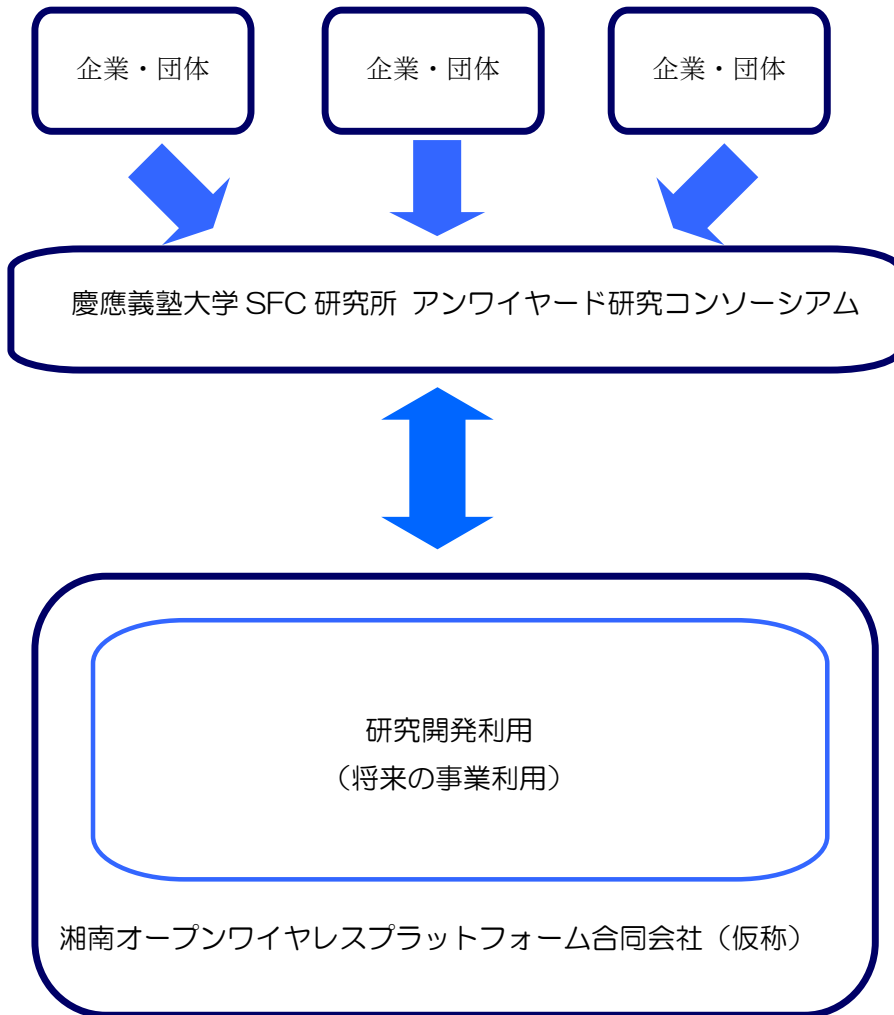 企業・団体
企業・団体
企業・団体
慶應義塾大学 SFC 研究所 アンワイヤード研究コンソーシアム
研究開発利用
（将来の事業利用）
湘南オープンワイヤレスプラットフォーム合同会社（仮称）